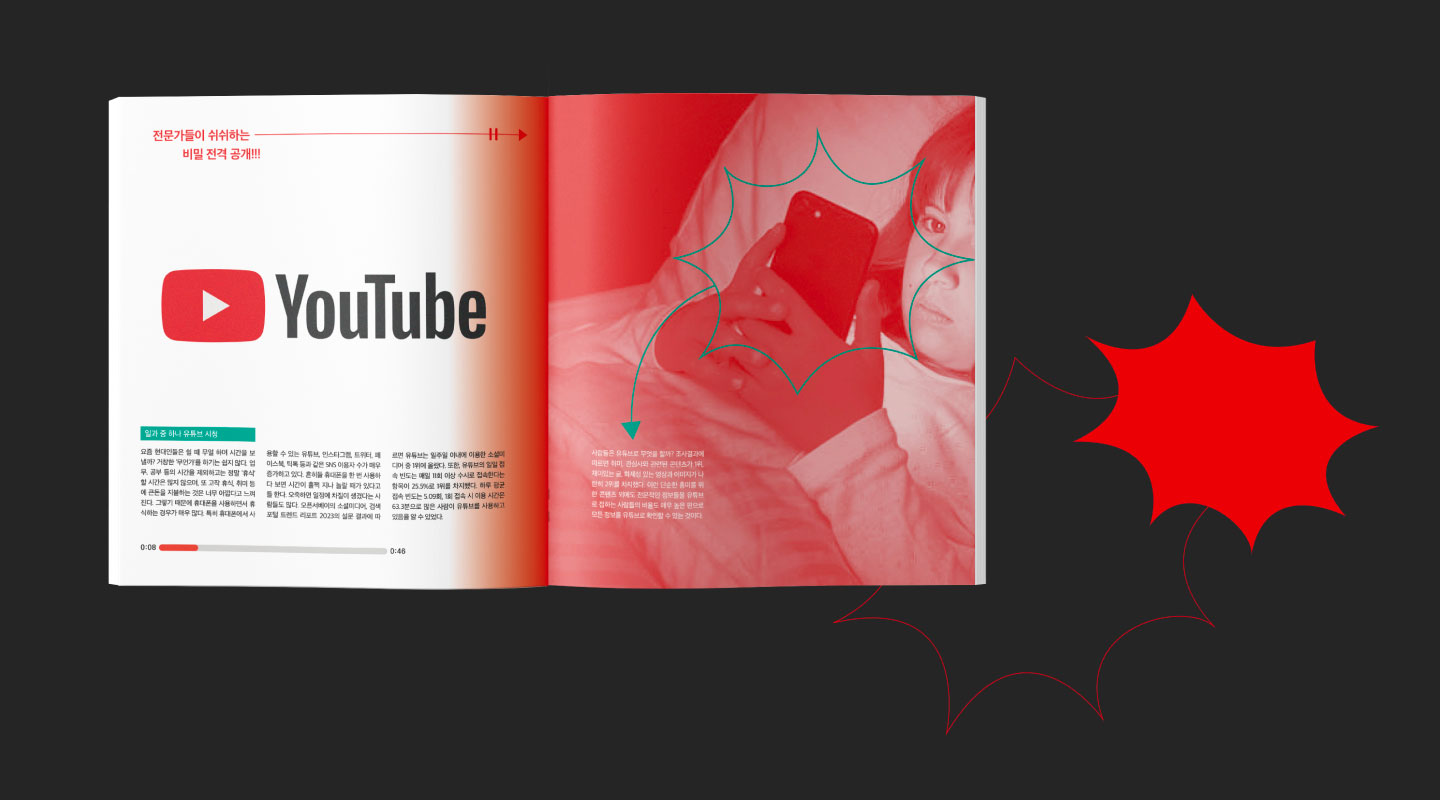 전문가들이 쉬쉬하는
비밀 전격 공개!!!
YouTube
일과 중 하나 유튜브 시청
요즘 현대인들은 쉴 때 무얼 하며 시간을 보
낼까? 거창한 '무언가'를 하기는 쉽지 않다. 업
무, 공부 등의 시간을 제외하고는 정말 '휴식'
할 시간은 많지 않으며, 또 고작 휴식, 취미 등
에 큰돈을 지불하는 것은 너무 아깝다고 느껴
진다. 그렇기 때문에 휴대폰을 사용하면서 휴
식하는 경우가 매우 많다. 특히 휴대폰에서 사
용할 수 있는 유튜브, 인스타그램, 트위터, 페
이스북, 틱톡 등과 같은 SNS 이용자 수가 매우
증가하고 있다. 흔히들 휴대폰을 한 번 사용하
다 보면 시간이 훌쩍 지나 놀랄 때가 있다고
들 한다. 오죽하면 일정에 차질이 생겼다는 사
람들도 많다. 오픈서베이의 소셜미디어, 검색
포털 트렌드 리포트 2023의 설문 결과에 따
르면 유튜브는 일주일 이내에 이용한 소셜미
디어 중 1위에 올랐다. 또한, 유튜브의 일일 접
속 빈도는 매일 11회 이상 수시로 접속한다는
항목이 25.5%로 1위를 차지했다. 하루 평균
접속 빈도는 5.09회, 1회 접속 시 이용 시간은
63.3분으로 많은 사람이 유튜브를 사용하고
있음을 알 수 있었다.
0:08
0:46
사람들은 유튜브로 무엇을 할까? 조사결과에
따르면 취미, 관심사와 관련된 콘텐츠가 1위,
재미있는 글, 화제성 있는 영상과 이미지가 나
란히 2위를 차지했다. 이런 단순한 흥미를 위
한 콘텐츠 외에도 전문적인 정보들을 유튜브
로 접하는 사람들의 비율도 매우 높은 편으로
모든 정보를 유튜브로 확인할 수 있는 것이다.